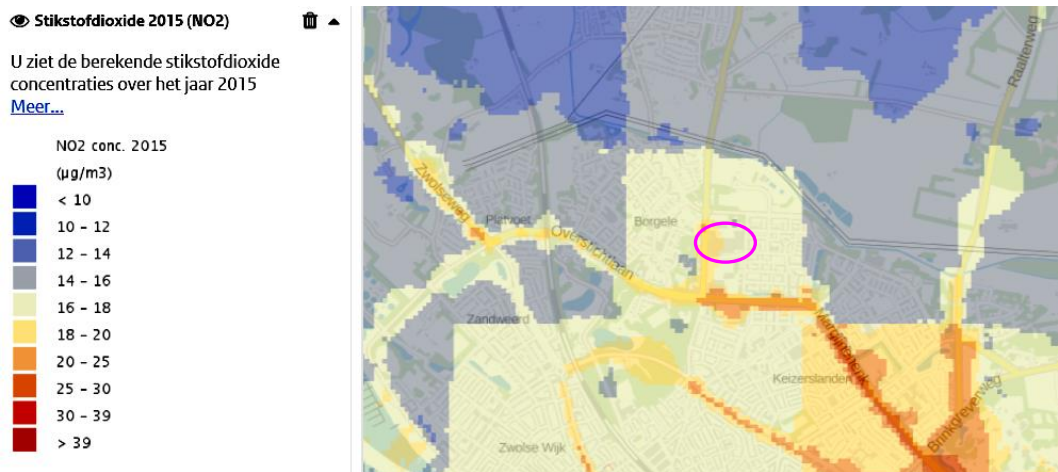 Stikstofdioxide 2015 (NO2)
U ziet de berekende stikstofdioxide
concentraties over het jaar 2015
Meer...
NO2 conc. 2015
(µg/m3)
< 10
10 - 12
12 - 14
14 - 16
16 - 18
18 - 20
20 - 25
25 - 30
30 - 39
> 39
Raalterweg
Zwolseweg
Platvoet
Borgele
Overstichtlaan
Zandweerd
Keizerslanden
Brinkgreverweg
Zwolse Wijk